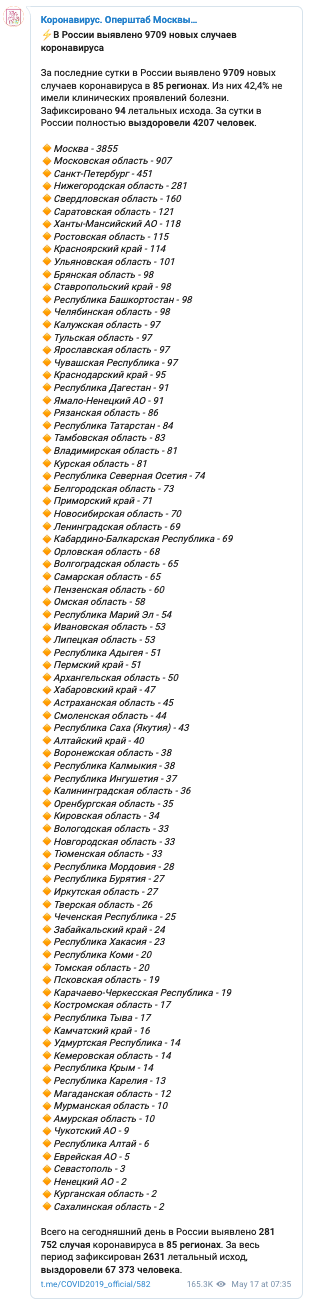 Коронавирус. Оперштаб Москвы…
⚡В России выявлено 9709 новых случаев
коронавируса
За последние сутки в России выявлено 9709 новых
случаев коронавируса в 85 регионах. Из них 42,4% не
имели клинических проявлений болезни.
Зафиксировано 94 летальных исхода. За сутки в
России полностью выздоровели 4207 человек.
🔸Москва - 3855
🔸Московская область - 907
🔸Санкт-Петербург - 451
🔸Нижегородская область - 281
🔸Свердловская область - 160
🔸Саратовская область - 121
🔸Ханты-Мансийский АО - 118
🔸Ростовская область - 115
🔸Красноярский край - 114
🔸Ульяновская область - 101
🔸Брянская область - 98
🔸Ставропольский край - 98
🔸Республика Башкортостан - 98
🔸Челябинская область - 98
🔸Калужская область - 97
🔸Тульская область - 97
🔸Ярославская область - 97
🔸Чувашская Республика - 97
🔸Краснодарский край - 95
🔸Республика Дагестан - 91
🔸Ямало-Ненецкий АО - 91
🔸Рязанская область - 86
🔸Республика Татарстан - 84
🔸Тамбовская область - 83
🔸Владимирская область - 81
🔸Курская область - 81
🔸Республика Северная Осетия - 74
🔸Белгородская область - 73
🔸Приморский край - 71
🔸Новосибирская область - 70
🔸Ленинградская область - 69
🔸Кабардино-Балкарская Республика - 69
🔸Орловская область - 68
🔸Волгоградская область - 65
🔸Самарская область - 65
🔸Пензенская область - 60
🔸Омская область - 58
🔸Республика Марий Эл - 54
🔸Ивановская область - 53
🔸Липецкая область - 53
🔸Республика Адыгея - 51
🔸Пермский край - 51
🔸Архангельская область - 50
🔸Хабаровский край - 47
🔸Астраханская область - 45
🔸Смоленская область - 44
🔸Республика Саха (Якутия) - 43
🔸Алтайский край - 40
🔸Воронежская область - 38
🔸Республика Калмыкия - 38
🔸Республика Ингушетия - 37
🔸Калининградская область - 36
🔸Оренбургская область - 35
🔸Кировская область - 34
🔸Вологодская область - 33
🔸Новгородская область - 33
🔸Тюменская область - 33
🔸Республика Мордовия - 28
🔸Республика Бурятия - 27
🔸Иркутская область - 27
🔸Тверская область - 26
🔸Чеченская Республика - 25
🔸Забайкальский край - 24
🔸Республика Хакасия - 23
🔸Республика Коми - 20
🔸Томская область - 20
🔸Псковская область - 19
🔸Карачаево-Черкесская Республика - 19
🔸Костромская область - 17
🔸Республика Тыва - 17
🔸Камчатский край - 16
🔸Удмуртская Республика - 14
🔸Кемеровская область - 14
🔸Республика Крым - 14
🔸Республика Карелия - 13
🔸Магаданская область - 12
🔸Мурманская область - 10
🔸Амурская область - 10
🔸Чукотский АО - 9
🔸Республика Алтай - 6
🔸Еврейская АО - 5
🔸Севастополь - 3
🔸Ненецкий АО - 2
🔸Курганская область - 2
🔸Сахалинская область - 2
Всего на сегодняшний день в России выявлено 281
752 случая коронавируса в 85 регионах. За весь
период зафиксирован 2631 летальный исход,
выздоровели 67 373 человека.
t.me/COVID2019_official/582 165.3K May 17 at 07:35